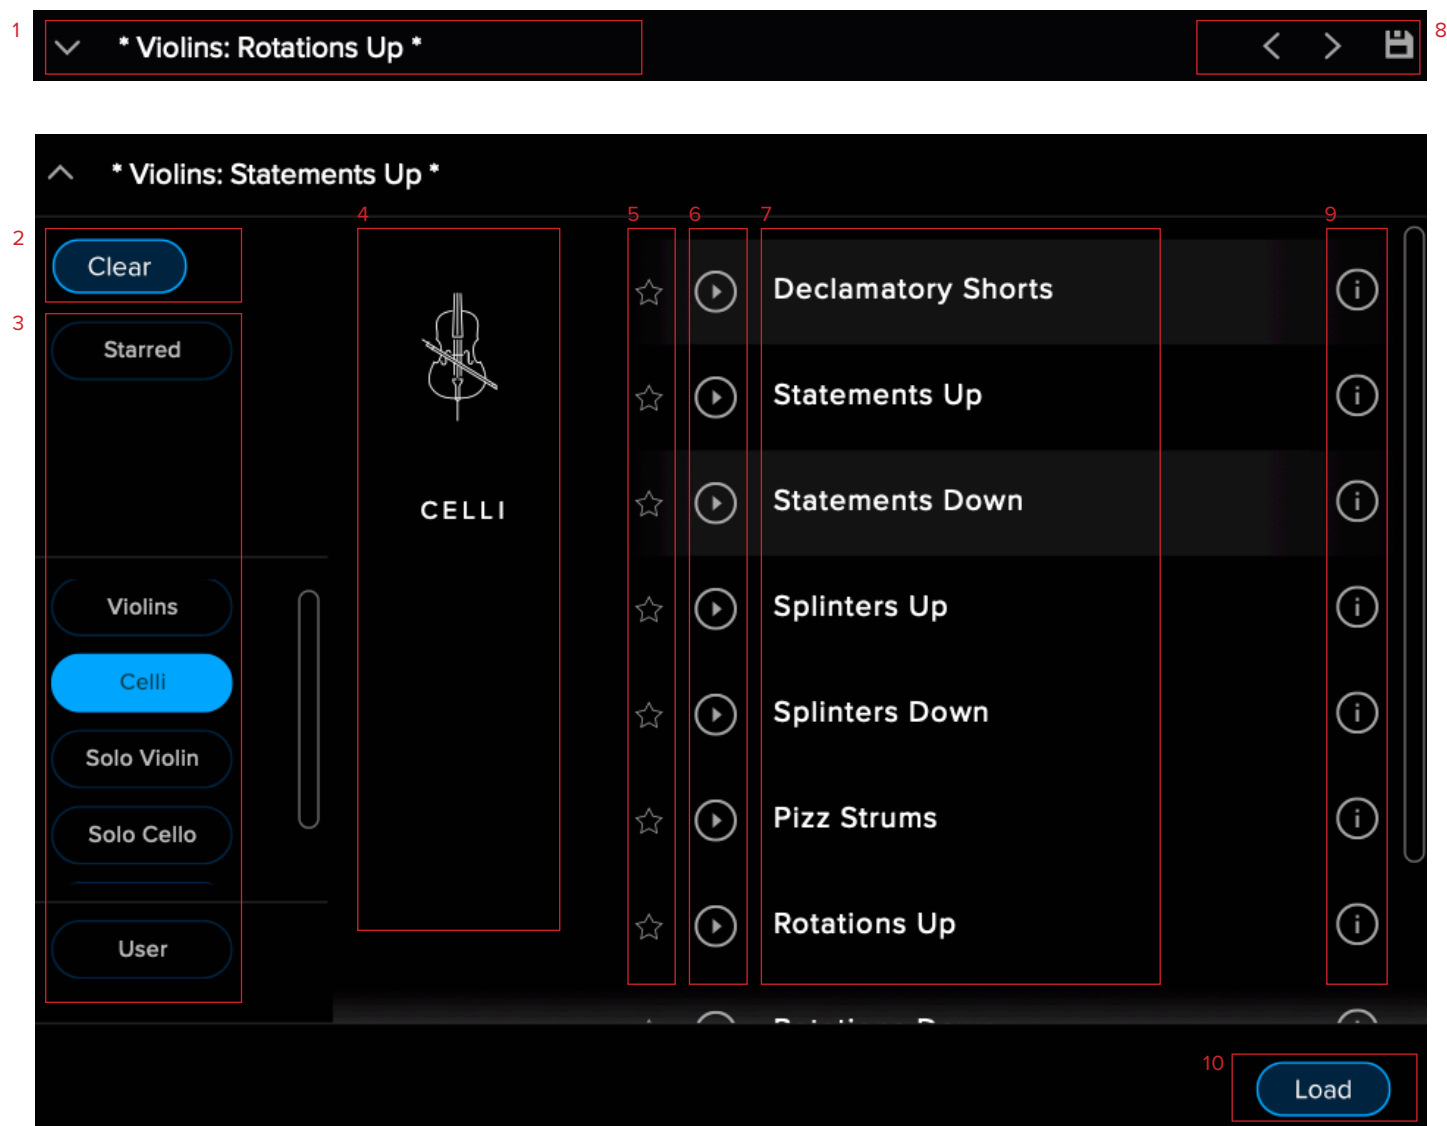 1
* Violins: Rotations Up *
8
* Violins: Statements Up *
4
5
6
7
9
2
Clear
3
Starred
Declamatory Shorts
Statements Up
CELLI
Statements Down
Violins
Splinters Up
Celli
Splinters Down
Solo Violin
Solo Cello
Pizz Strums
User
Rotations Up
10
Load